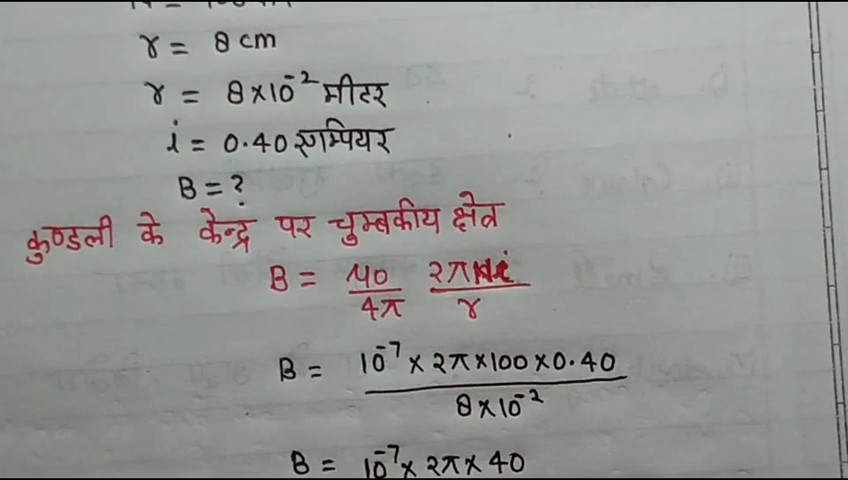 r = 8 cm
r = 8×10⁻² मीटर
i = 0.40 एम्पियर
B = ?
कुण्डली के केन्द्र पर चुम्बकीय क्षेत्र
B = μ0/4π 2πNi/r
B = 10⁻⁷ × 2π × 100 × 0.40 / 8×10⁻²
B = 10⁻⁷ × 2π × 40